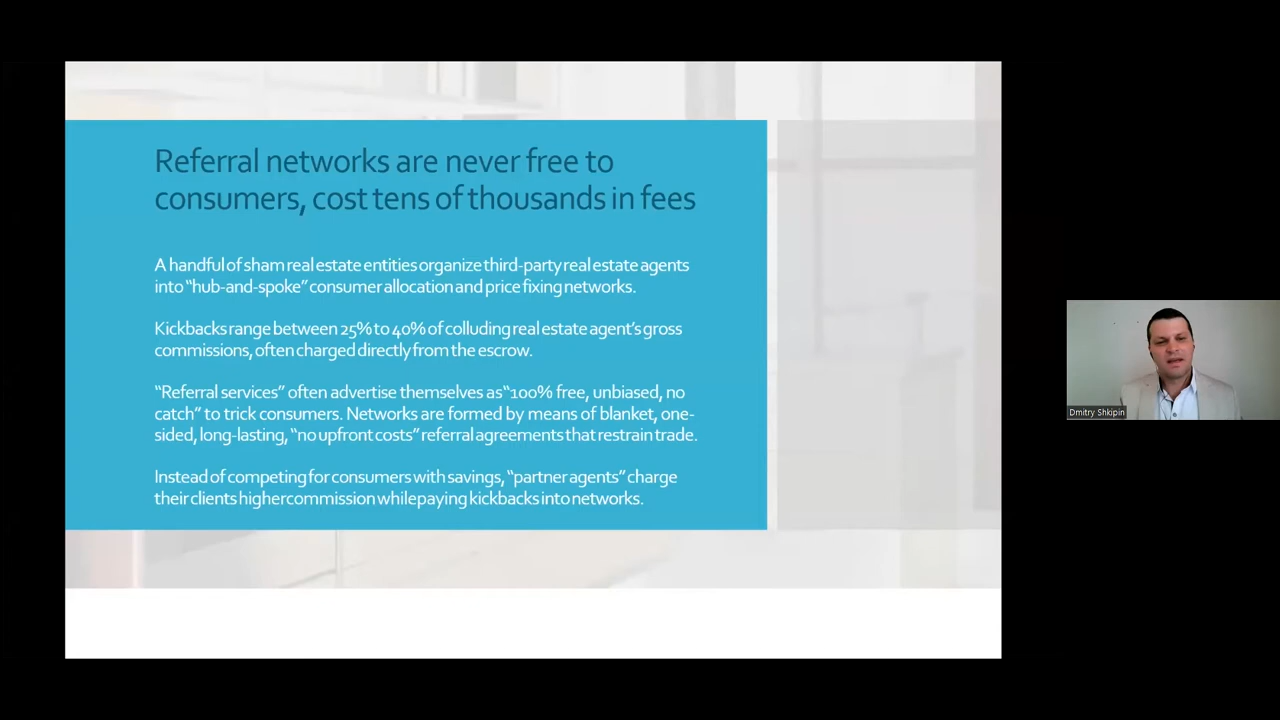 Referral networks are never free to
consumers, cost tens of thousands in fees
A handful of sham real estate entities organize third-party real estate agents
into “hub-and-spoke” consumer allocation and price fixing networks.
Kickbacks range between 25% to 40% of colluding real estate agent’s gross
commissions, often charged directly from the escrow.
“Referral services” often advertise themselves as “100% free, unbiased, no
catch” to trick consumers. Networks are formed by means of blanket, one-
sided, long-lasting, “no upfront costs” referral agreements that restrain trade.
Instead of competing for consumers with savings, “partner agents” charge
their clients higher commission while paying kickbacks into networks.
Dmitry Shkipin